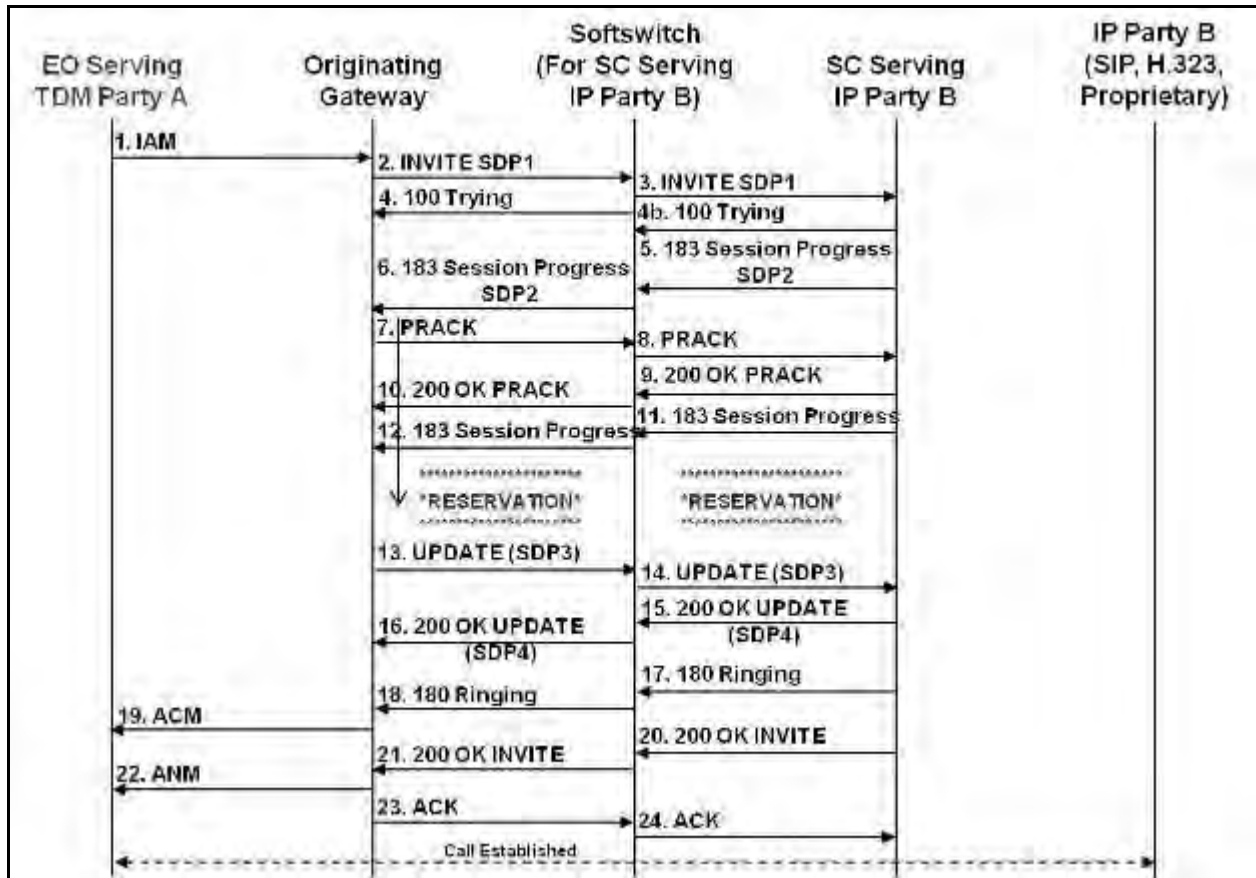 EO Serving
TDM Party A
Originating
Gateway
Softswitch
(For SC Serving
IP Party B)
SC Serving
IP Party B
IP Party B
(SIP, H.323,
Proprietary)
1. IAM
2. INVITE SDP1
3. INVITE SDP1
4. 100 Trying
4b. 100 Trying
5. 183 Session Progress
SDP2
6. 183 Session Progress
SDP2
7. PRACK
8. PRACK
9. 200 OK PRACK
10. 200 OK PRACK
11. 183 Session Progress
12. 183 Session Progress
*RESERVATION*
*RESERVATION*
13. UPDATE (SDP3)
14. UPDATE (SDP3)
15. 200 OK UPDATE
(SDP4)
16. 200 OK UPDATE
(SDP4)
17. 180 Ringing
18. 180 Ringing
19. ACM
20. 200 OK INVITE
21. 200 OK INVITE
22. ANM
23. ACK
24. ACK
Call Established